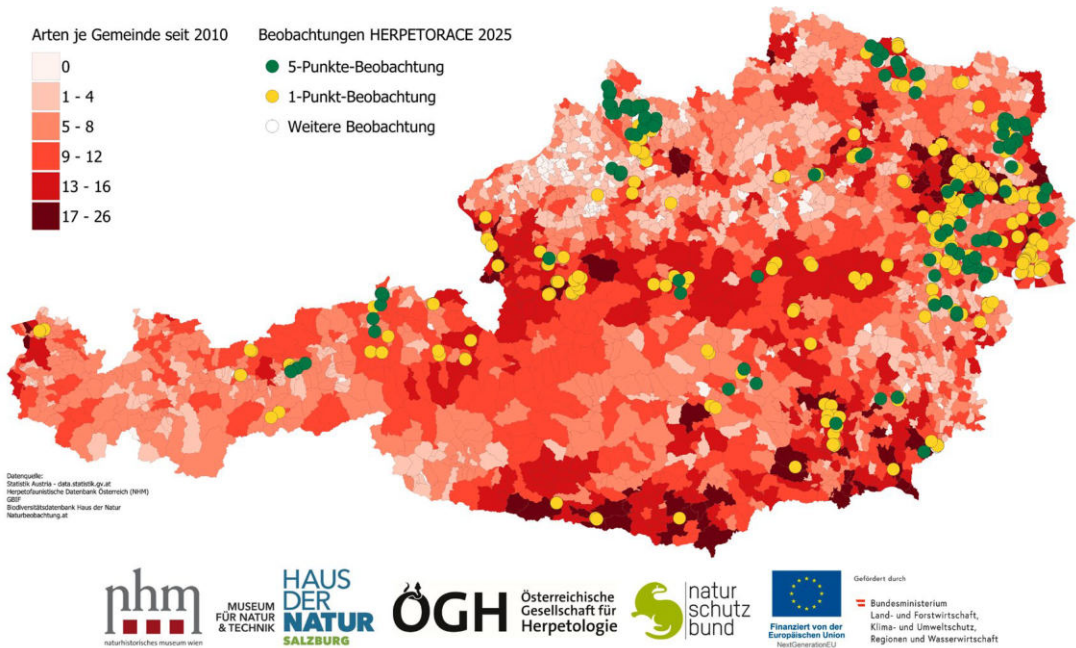 Arten je Gemeinde seit 2010
0
1 - 4
5 - 8
9 - 12
13 - 16
17 - 26
Beobachtungen HERPETORACE 2025
5-Punkte-Beobachtung
1-Punkt-Beobachtung
Weitere Beobachtung
Datenquelle:
Statistik Austria - data.statistik.gv.at
Herpetofaunistische Datenbank Österreich (NHM)
GBIF
Biodiversitätsdatenbank Haus der Natur
Naturbeobachtung.at
nhm
naturhistorisches museum wien
MUSEUM
FÜR NATUR
& TECHNIK
HAUS
DER
NATUR
SALZBURG
ÖGH
Österreichische
Gesellschaft für
Herpetologie
natur
schutz
bund
Finanziert von der
Europäischen Union
NextGenerationEU
Gefördert durch
Bundesministerium
Land- und Forstwirtschaft,
Klima- und Umweltschutz,
Regionen und Wasserwirtschaft